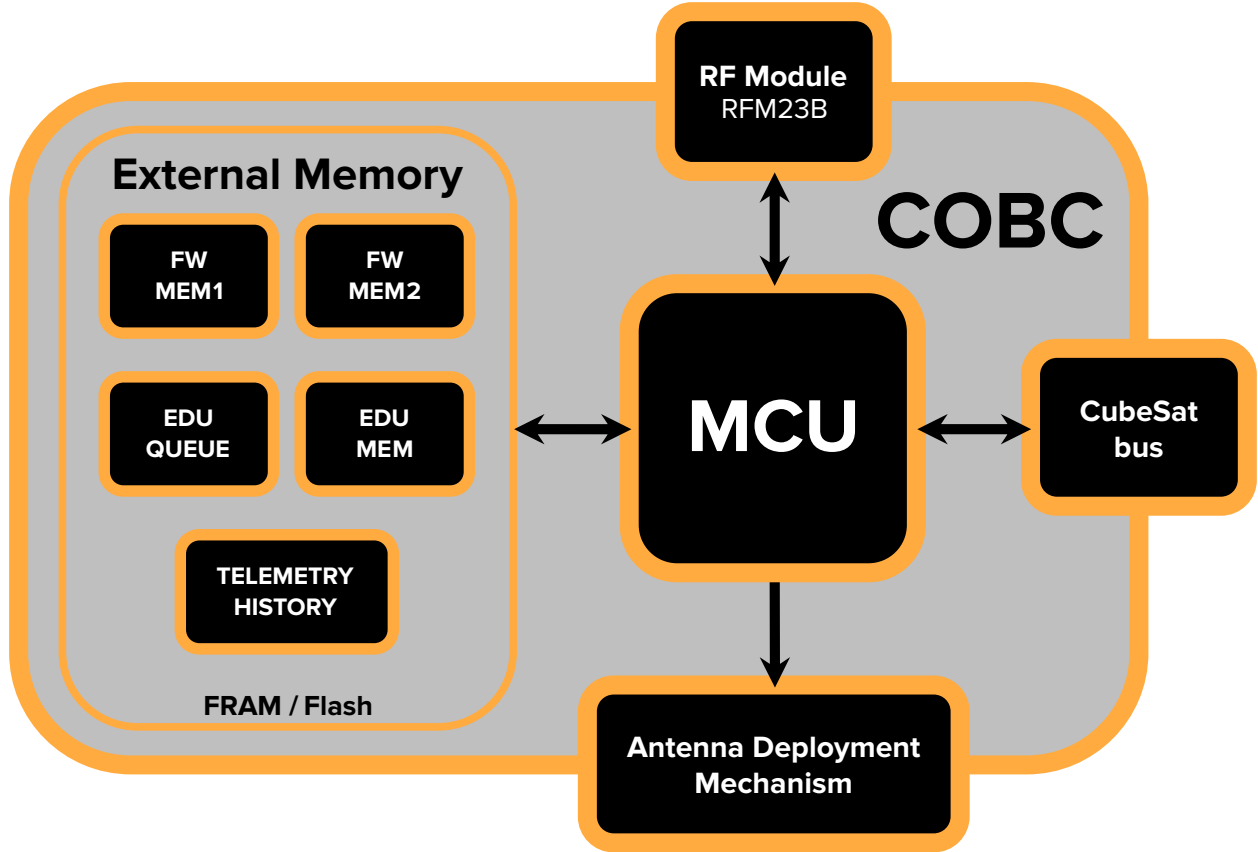 RF Module
RFM23B
External Memory
COBC
FW
MEM1
FW
MEM2
EDU
QUEUE
EDU
MEM
MCU
CubeSat
bus
TELEMETRY
HISTORY
FRAM / Flash
Antenna Deployment
Mechanism